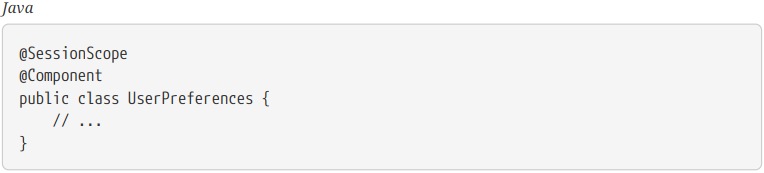 Java
@SessionScope
@Component
public class UserPreferences {
    // ...
}